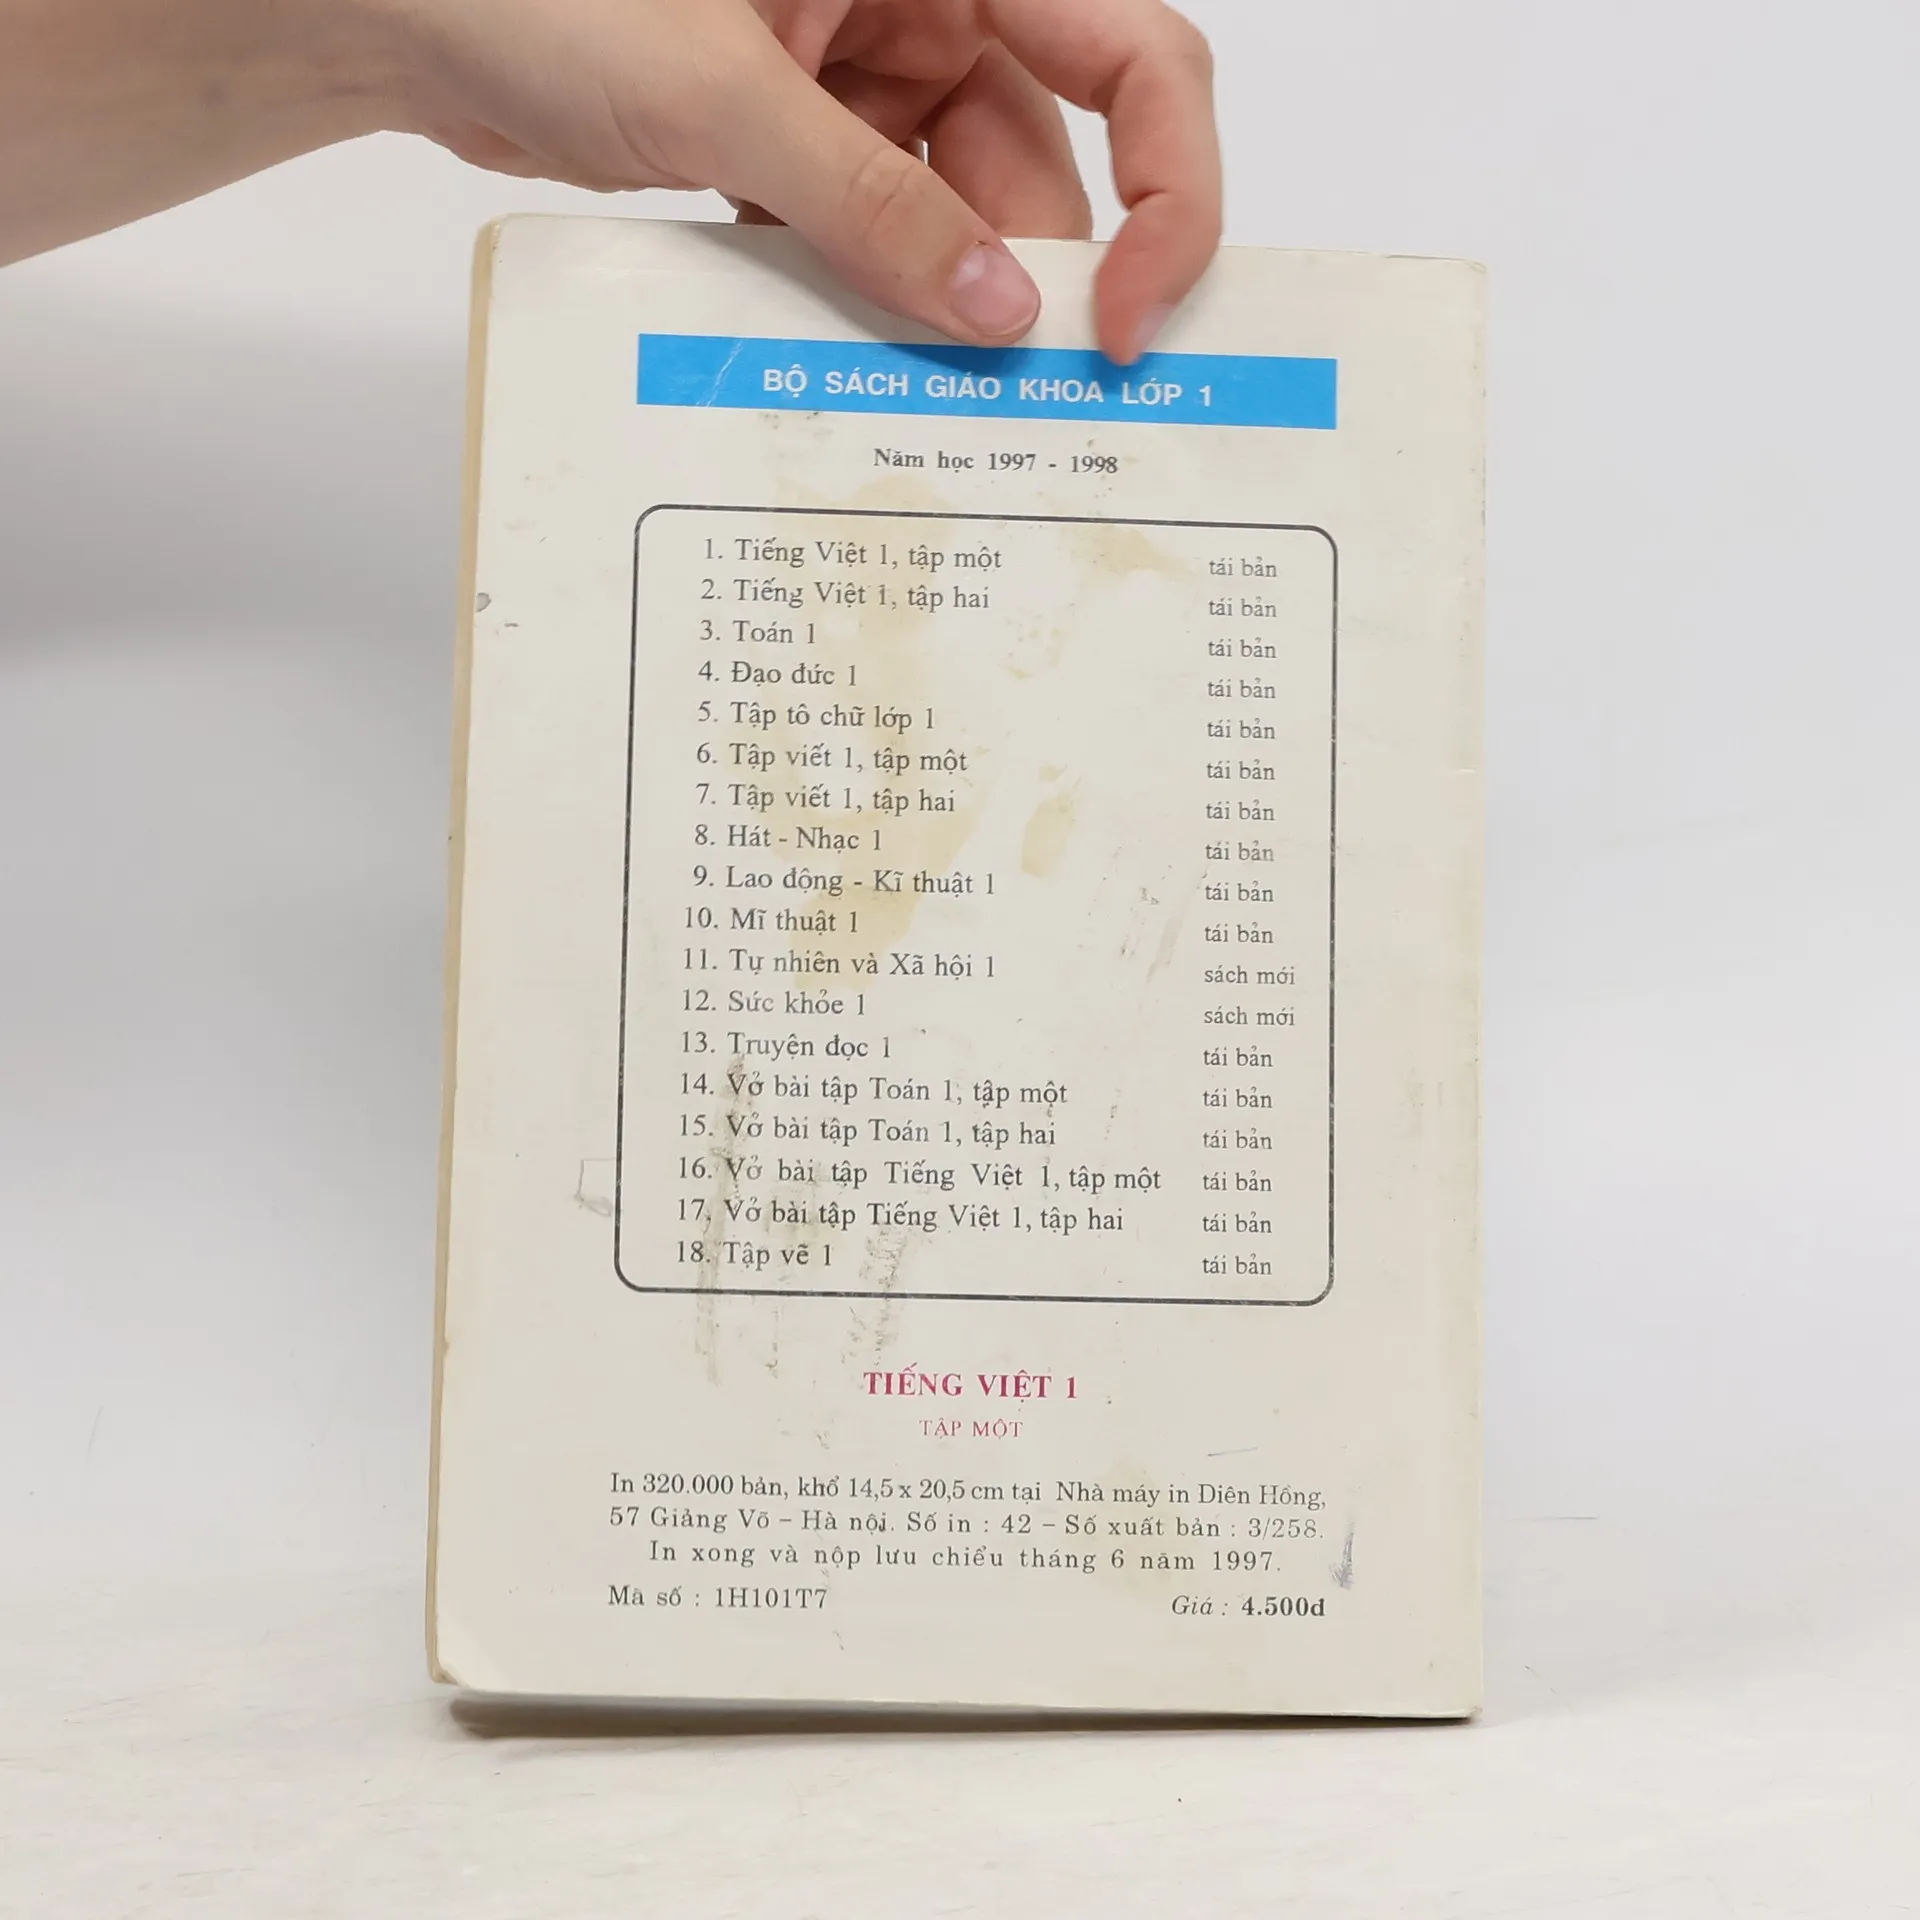 BỘ SÁCH GIÁO KHOA LỚP 1
Năm học 1997 - 1998
1. Tiếng Việt 1, tập một tái bản
2. Tiếng Việt 1, tập hai tái bản
3. Toán 1 tái bản
4. Đạo đức 1 tái bản
5. Tập tô chữ lớp 1 tái bản
6. Tập viết 1, tập một tái bản
7. Tập viết 1, tập hai tái bản
8. Hát - Nhạc 1 tái bản
9. Lao động - Kĩ thuật 1 tái bản
10. Mĩ thuật 1 tái bản
11. Tự nhiên và Xã hội 1 sách mới
12. Sức khỏe 1 sách mới
13. Truyện đọc 1 tái bản
14. Vở bài tập Toán 1, tập một tái bản
15. Vở bài tập Toán 1, tập hai tái bản
16. Vở bài tập Tiếng Việt 1, tập một tái bản
17. Vở bài tập Tiếng Việt 1, tập hai tái bản
18. Tập vẽ 1 tái bản
TIẾNG VIỆT 1
TẬP MỘT
In 320.000 bản, khổ 14,5 x 20,5 cm tại Nhà máy in Diên Hồng,
57 Giảng Võ – Hà nội. Số in : 42 – Số xuất bản : 3/258.
In xong và nộp lưu chiểu tháng 6 năm 1997.
Mã số : 1H101T7 Giá : 4.500đ